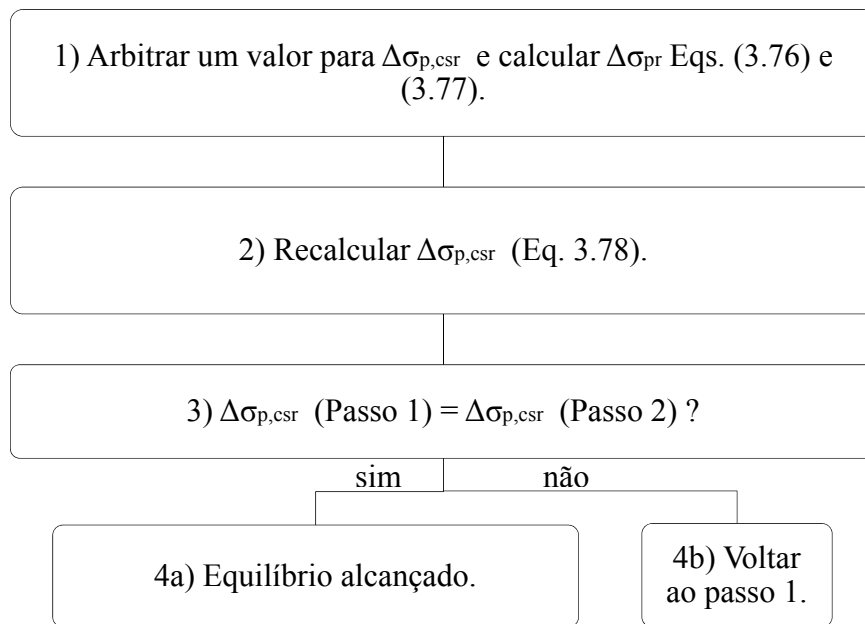 1) Arbitrar um valor para Δσp,csr e calcular Δσpr Eqs. (3.76) e
(3.77).
2) Recalcular Δσp,csr (Eq. 3.78).
3) Δσp,csr (Passo 1) = Δσp,csr (Passo 2) ?
sim não
4a) Equilíbrio alcançado.
4b) Voltar
ao passo 1.